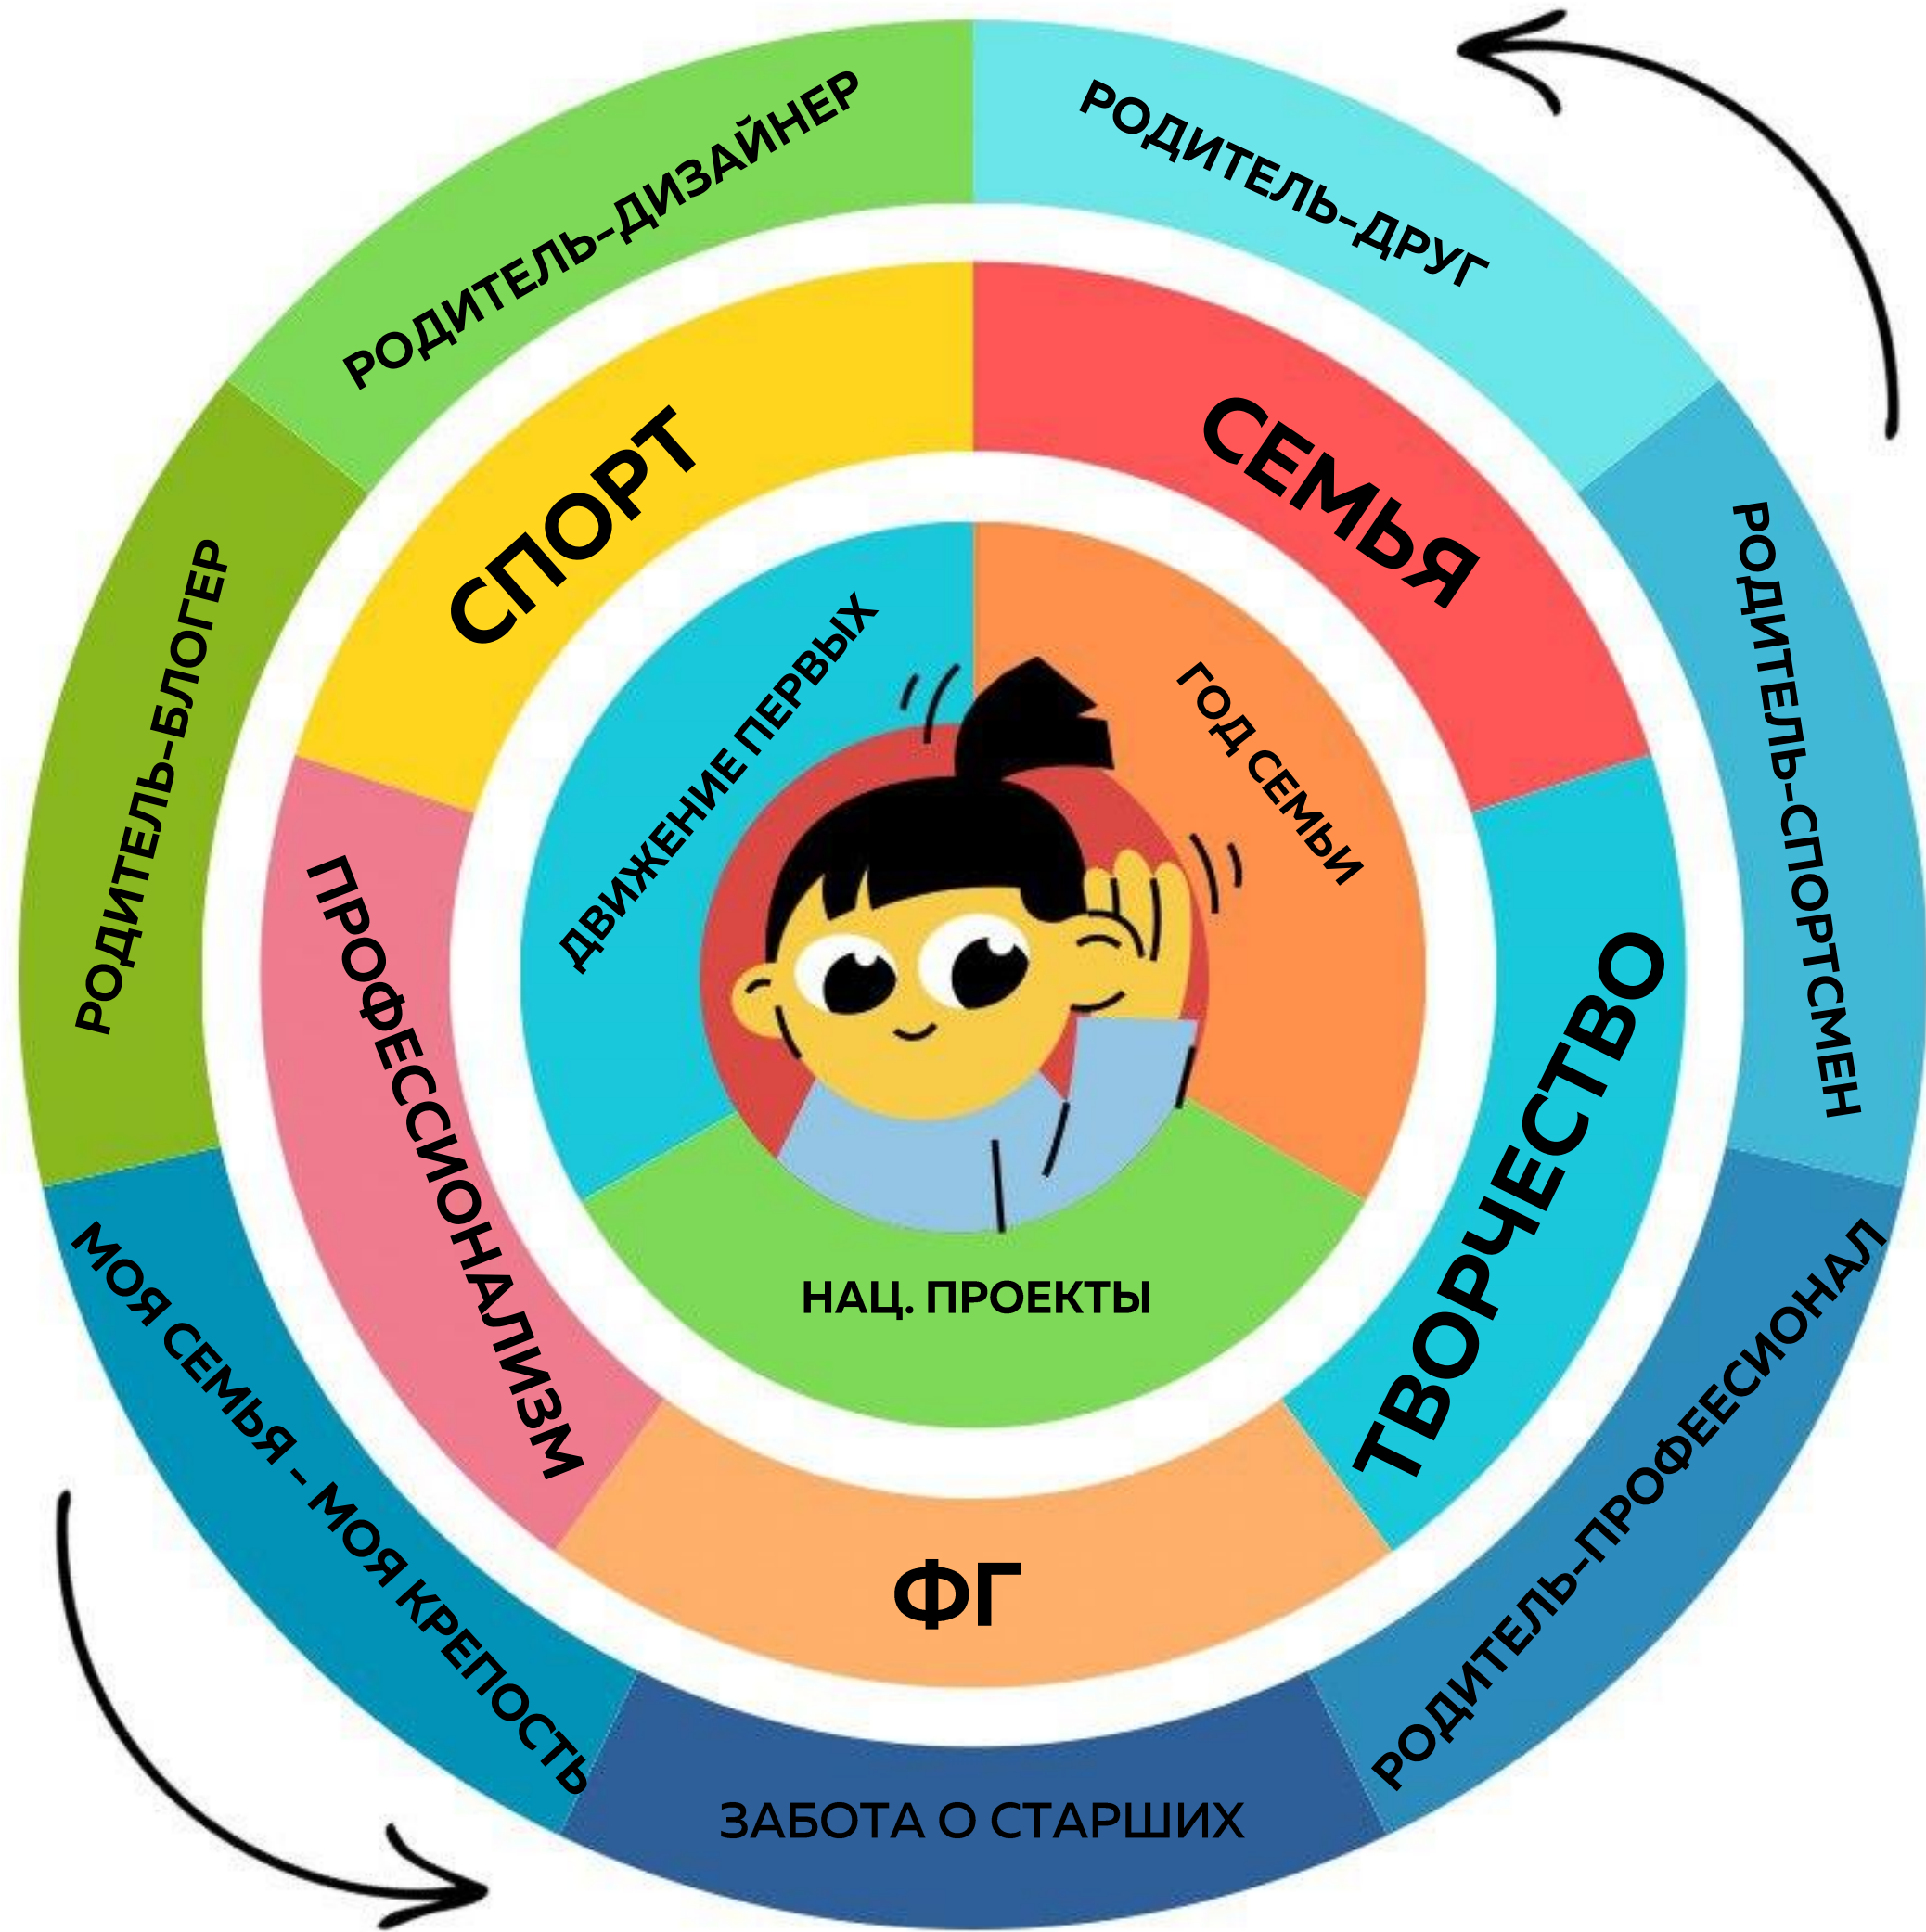 РОДИТЕЛЬ-ДРУГ
РОДИТЕЛЬ-СПОРТСМЕН
РОДИТЕЛЬ-ПРОФЕЕСИОНАЛ
ЗАБОТА О СТАРШИХ
МОЯ СЕМЬЯ - МОЯ КРЕПОСТЬ
РОДИТЕЛЬ-БЛОГЕР
РОДИТЕЛЬ-ДИЗАЙНЕР
СЕМЬЯ
ТВОРЧЕСТВО
ФГ
ПРОФЕССИОНАЛИЗМ
СПОРТ
ГОД СЕМЬИ
НАЦ. ПРОЕКТЫ
ДВИЖЕНИЕ ПЕРВЫХ